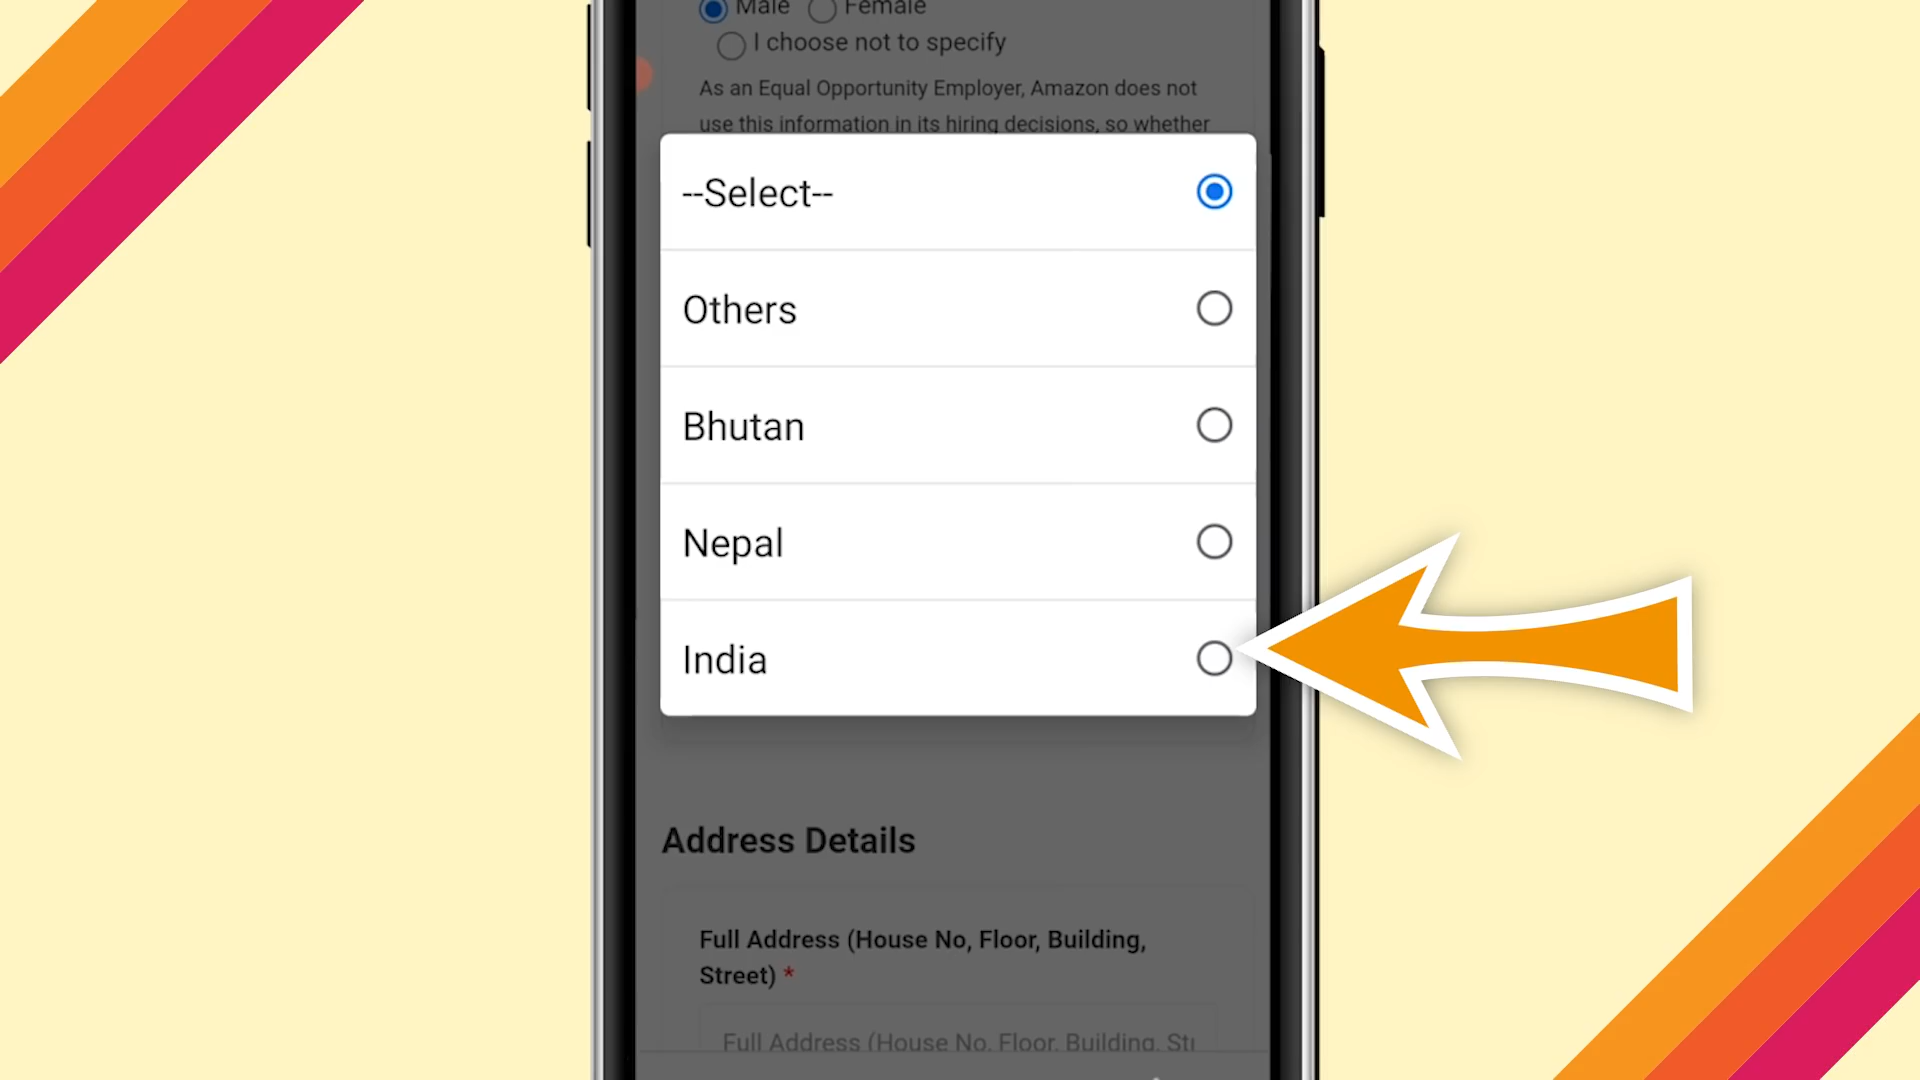 Male Female
I choose not to specify
As an Equal Opportunity Employer, Amazon does not
use this information in its hiring decisions, so whether
--Select--
Others
Bhutan
Nepal
India
Address Details
Full Address (House No, Floor, Building,
Street) *
Full Address (House No, Floor, Building,